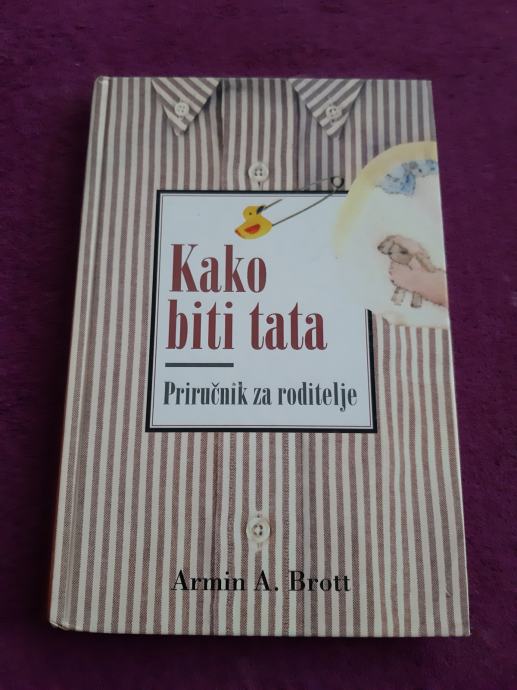 Kako
biti tata
Priručnik za roditelje
Armin A. Brott